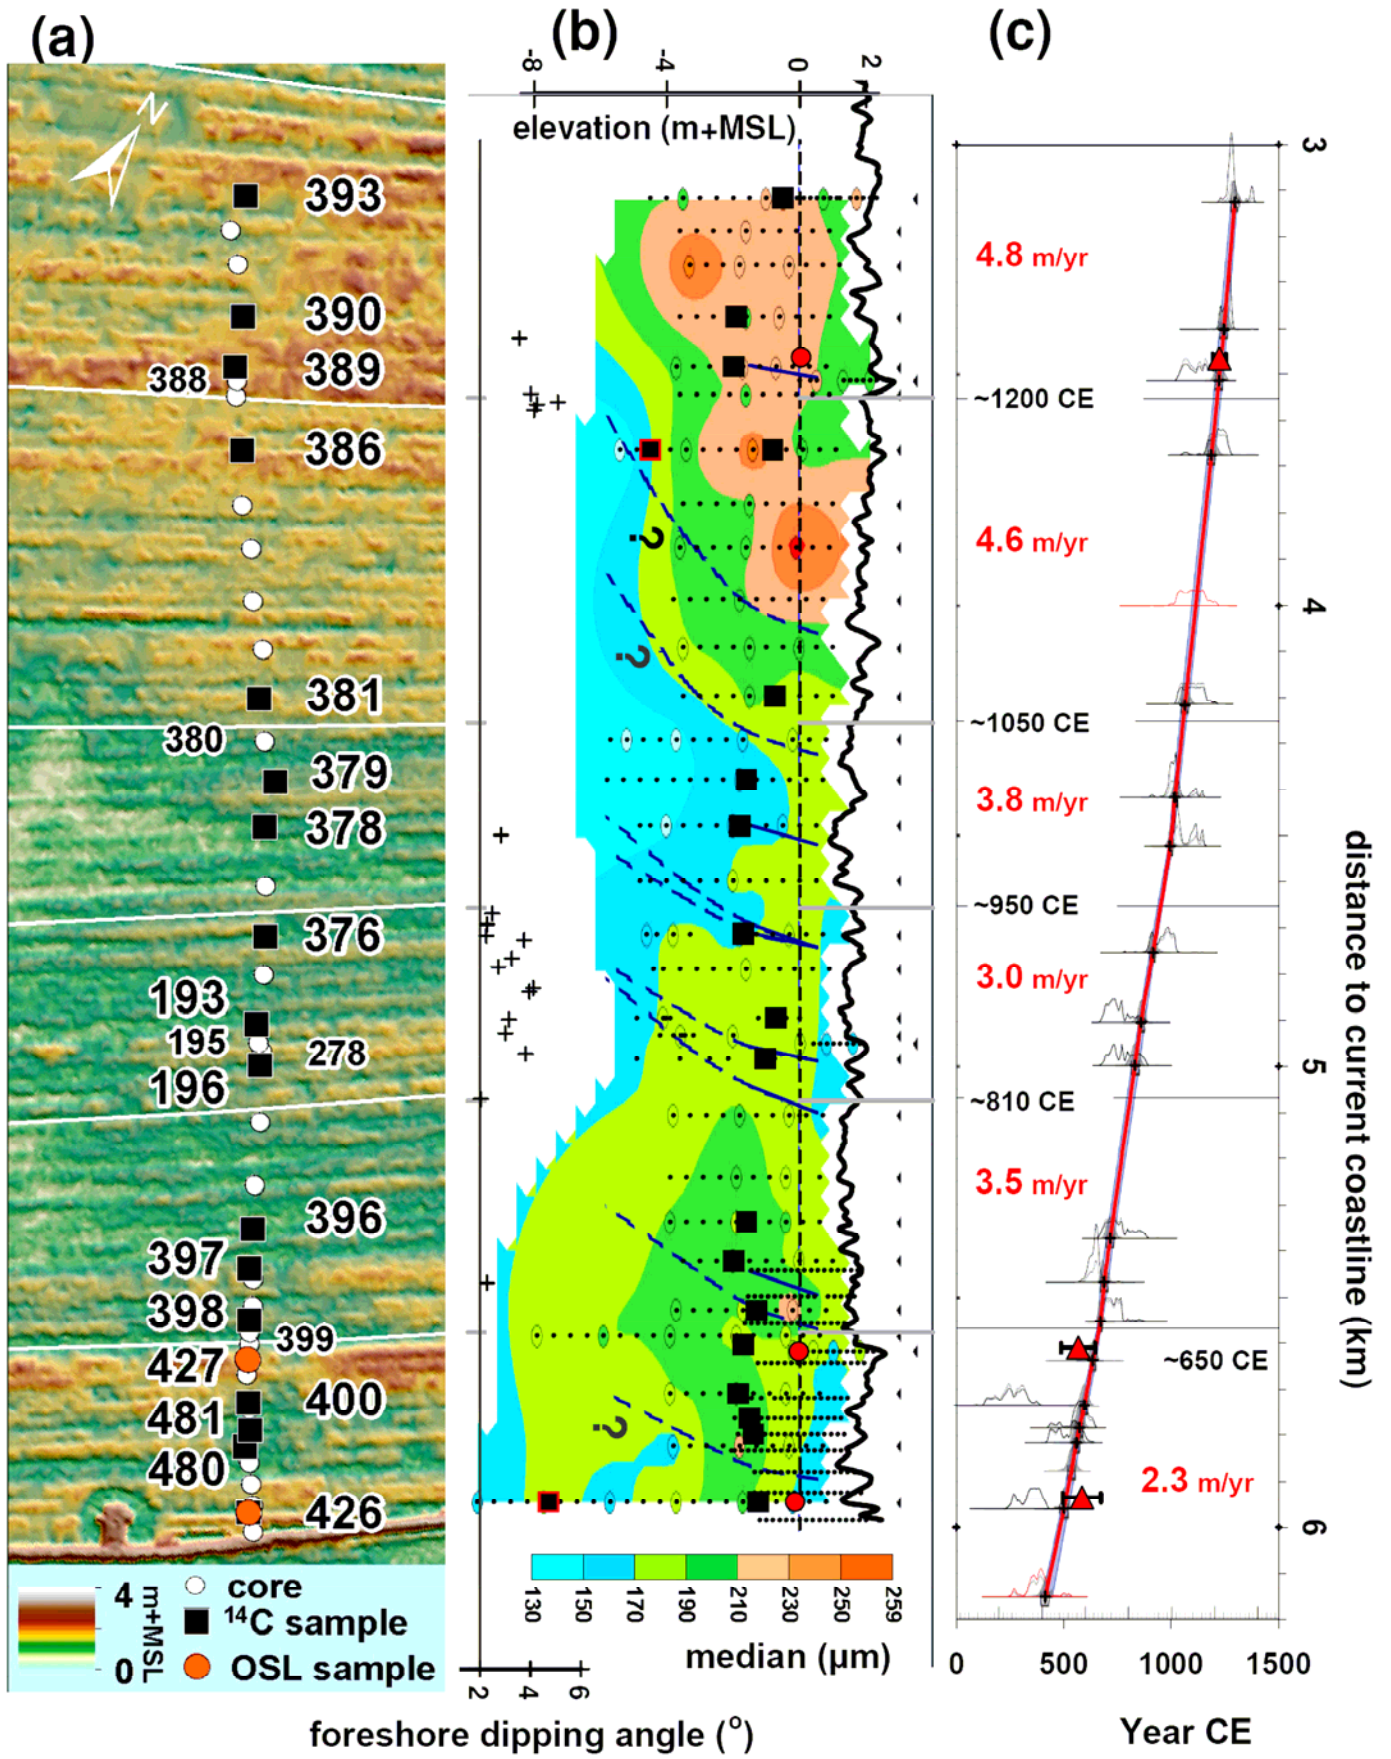 (a)
(b)
(c)
N
393
390
389
388
386
381
380
379
378
376
193
195
278
196
396
397
398
399
427
400
481
480
426
4
m+MSL
0
core
14C sample
OSL sample
-8
-4
0
2
elevation (m+MSL)
?
?
?
130
150
170
190
210
230
250
259
median (µm)
2
4
6
foreshore dipping angle (o)
4.8 m/yr
~1200 CE
4.6 m/yr
~1050 CE
3.8 m/yr
~950 CE
3.0 m/yr
~810 CE
3.5 m/yr
~650 CE
2.3 m/yr
3
4
5
6
distance to current coastline (km)
0
500
1000
1500
Year CE